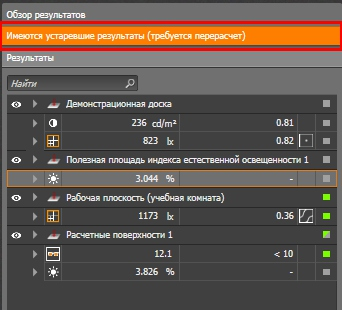 Обзор результатов
Имеются устаревшие результаты (требуется перерасчет)
Результаты
Найти
Демонстрационная доска
236 cd/m² 0.81
823 lx 0.82
Полезная площадь индекса естественной освещенности 1
3.044 % -
Рабочая плоскость (учебная комната)
1173 lx 0.36
Расчетные поверхности 1
12.1 < 10
3.826 % -